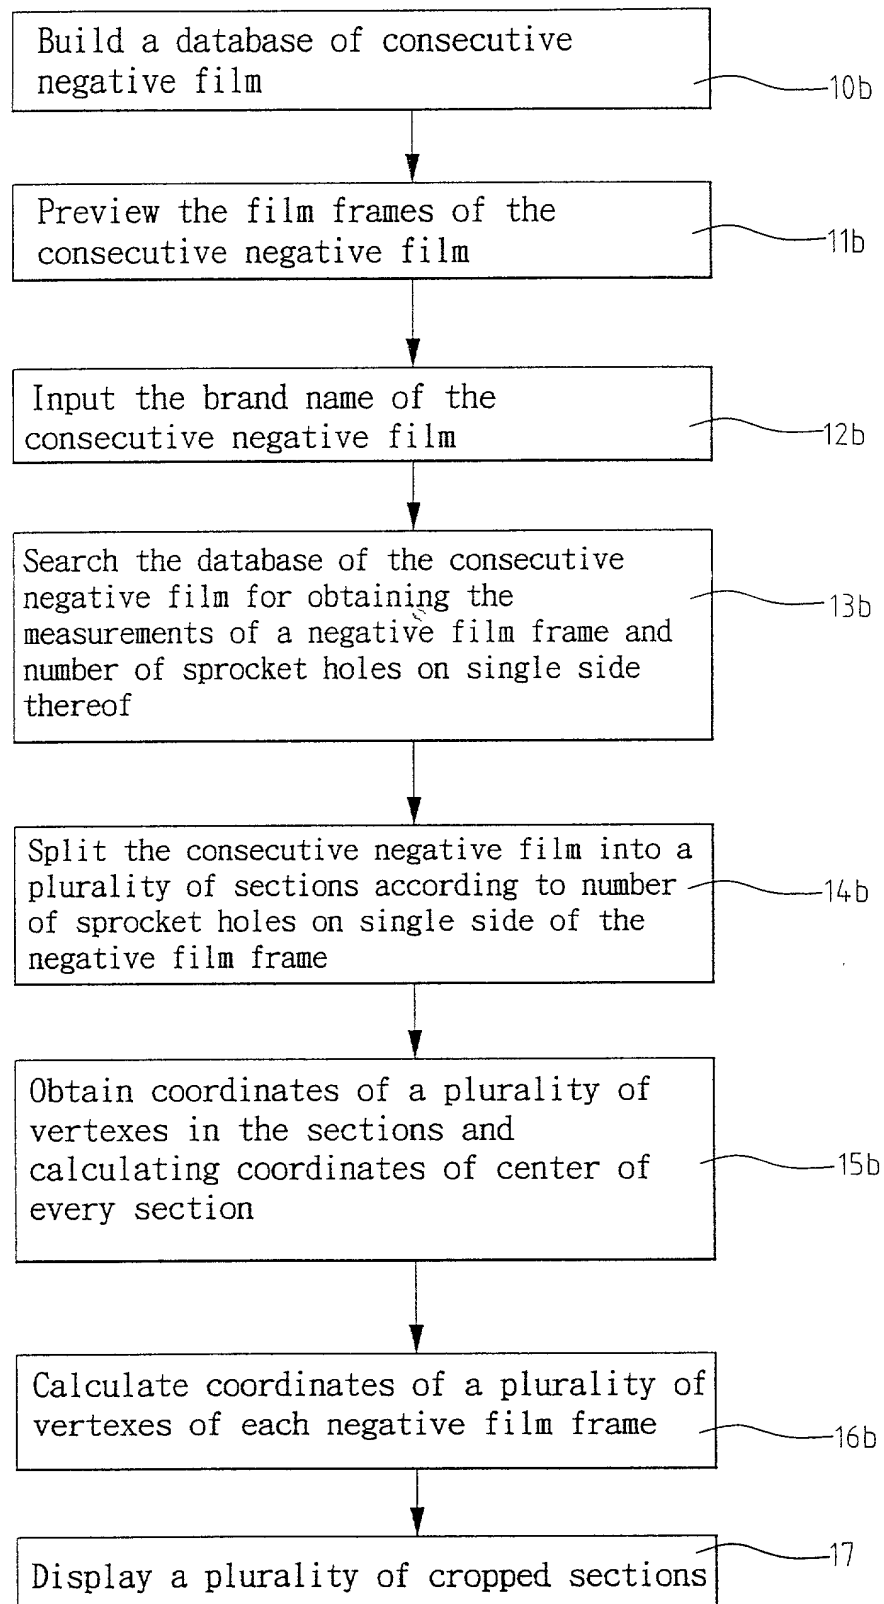 Build a database of consecutive
negative film
10b
Preview the film frames of the
consecutive negative film
11b
Input the brand name of the
consecutive negative film
12b
Search the database of the consecutive
negative film for obtaining the
measurements of a negative film frame and
number of sprocket holes on single side
thereof
13b
Split the consecutive negative film into a
plurality of sections according to number
of sprocket holes on single side of the
negative film frame
14b
Obtain coordinates of a plurality of
vertexes in the sections and
calculating coordinates of center of
every section
15b
Calculate coordinates of a plurality of
vertexes of each negative film frame
16b
Display a plurality of cropped sections
17